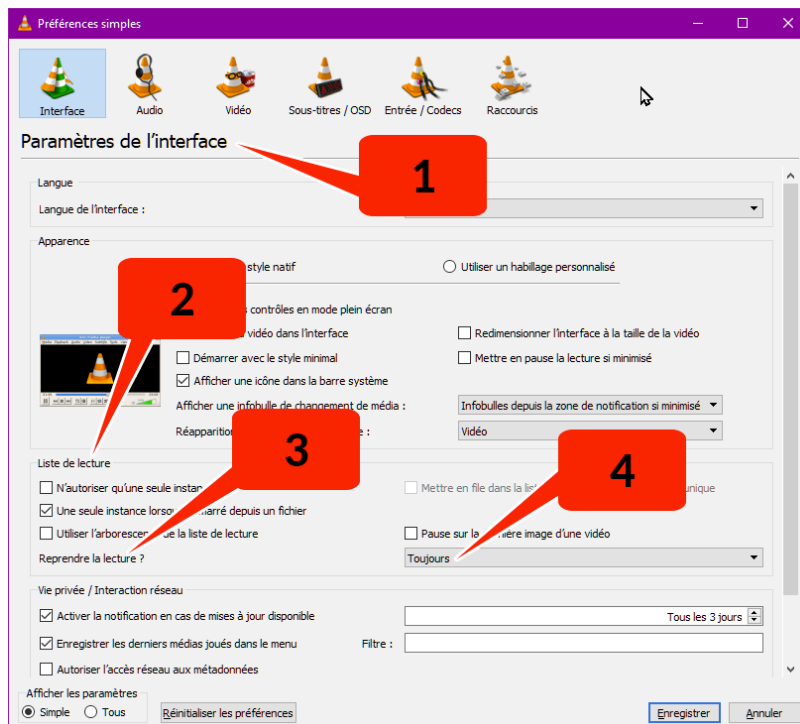 Préférences simples
Interface Audio Vidéo Sous-titres / OSD Entrée / Codecs Raccourcis
Paramètres de l'interface
1
Langue
Langue de l'interface :
Apparence
style natif Utiliser un habillage personnalisé
2
contrôles en mode plein écran
vidéo dans l'interface Redimensionner l'interface à la taille de la vidéo
Démarrer avec le style minimal Mettre en pause la lecture si minimisé
Afficher une icône dans la barre système
Afficher une infobulle de changement de média : Infobulles depuis la zone de notification si minimisé
: Vidéo
3
4
Liste de lecture
N'autoriser qu'une seule Mettre en file dans la
Une seule instance depuis un fichier
Utiliser de la liste de lecture Pause sur la image d'une vidéo
Reprendre la lecture ? Toujours
Vie privée / Interaction réseau
Activer la notification en cas de mises à jour disponible Tous les 3 jours
Enregistrer les derniers médias joués dans le menu Filtre :
Autoriser l'accès réseau aux métadonnées
Afficher les paramètres
Simple Tous Réinitialiser les préférences Enregistrer Annuler